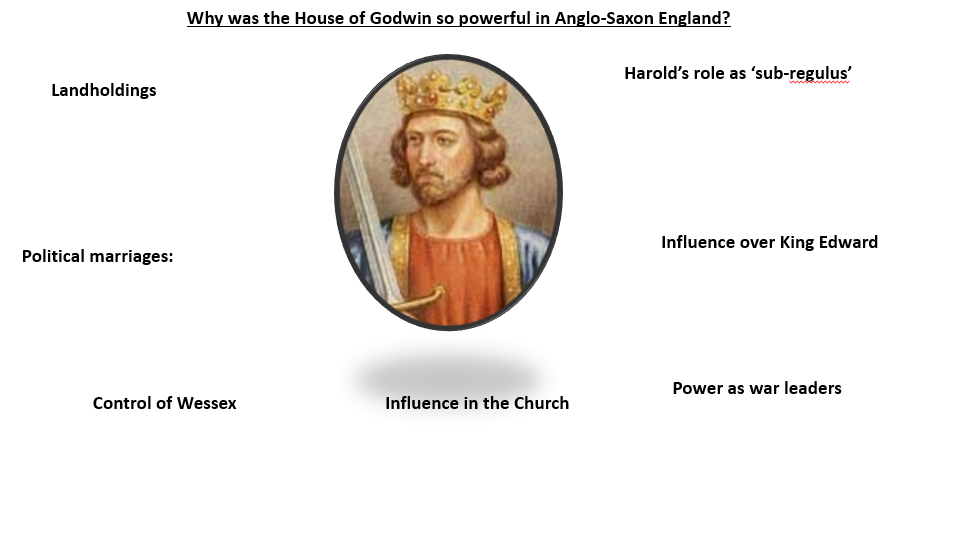 Why was the House of Godwin so powerful in Anglo-Saxon England?
Landholdings
Harold’s role as ‘sub-regulus’
Political marriages:
Influence over King Edward
Control of Wessex
Influence in the Church
Power as war leaders